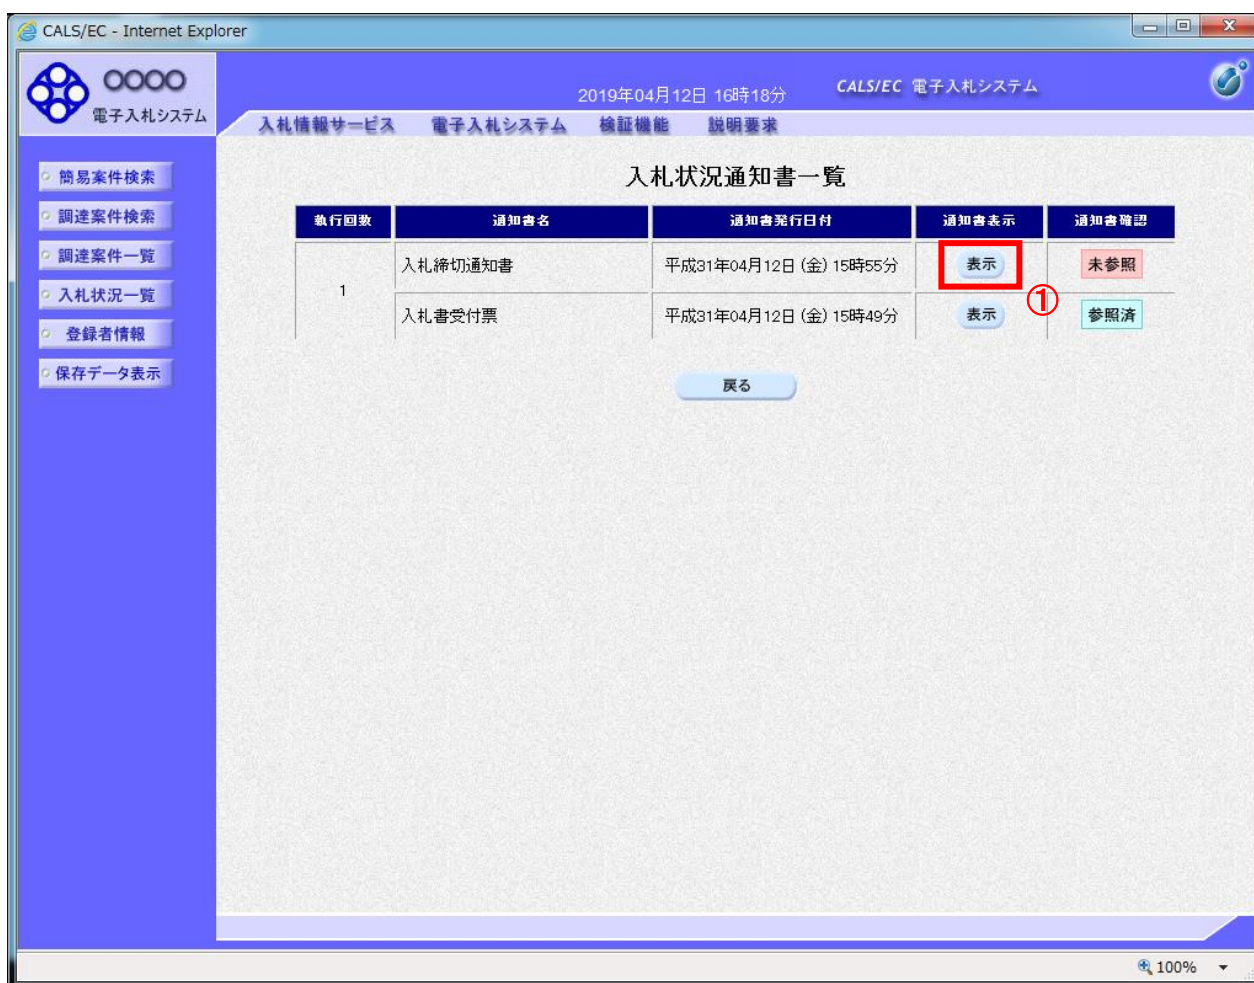 CALS/EC - Internet Explorer
○○○○
電子入札システム
2019年04月12日 16時18分
CALS/EC 電子入札システム
入札情報サービス 電子入札システム 検証機能 説明要求
簡易案件検索
調達案件検索
調達案件一覧
入札状況一覧
登録者情報
保存データ表示
入札状況通知書一覧
執行回数 通知書名 通知書発行日付 通知書表示 通知書確認
1
入札締切通知書 平成31年04月12日 (金) 15時55分 表示 未参照
①
入札書受付票 平成31年04月12日 (金) 15時49分 表示 参照済
戻る
100%